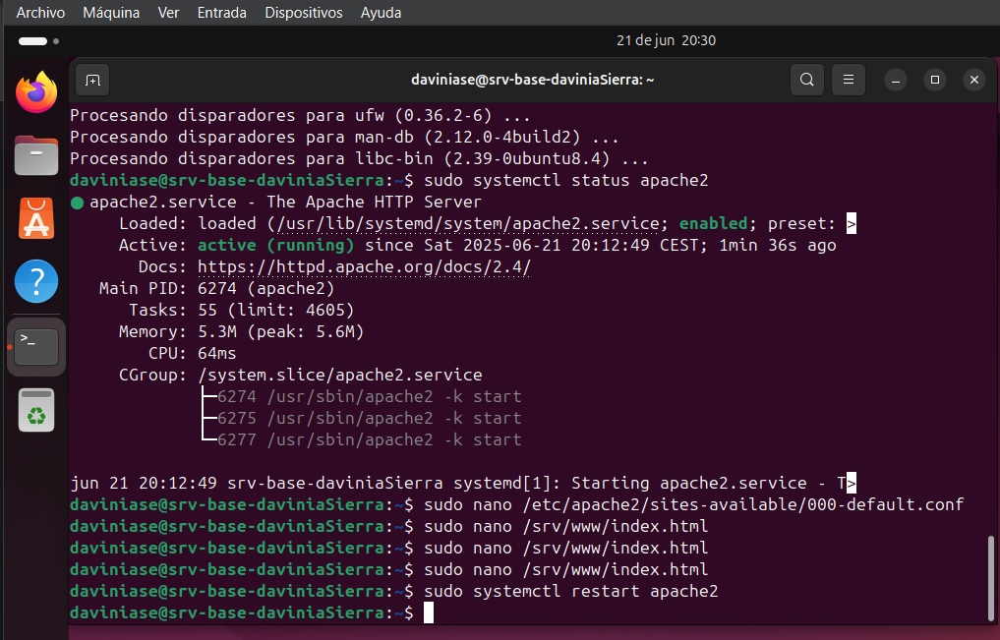 Archivo Máquina Ver Entrada Dispositivos Ayuda
21 de jun 20:30
daviniase@srv-base-daviniaSierra: ~
Procesando disparadores para ufw (0.36.2-6) ...
Procesando disparadores para man-db (2.12.0-4build2) ...
Procesando disparadores para libc-bin (2.39-0ubuntu8.4) ...
daviniase@srv-base-daviniaSierra:~$ sudo systemctl status apache2
● apache2.service - The Apache HTTP Server
Loaded: loaded (/usr/lib/systemd/system/apache2.service; enabled; preset: >
Active: active (running) since Sat 2025-06-21 20:12:49 CEST; 1min 36s ago
Docs: https://httpd.apache.org/docs/2.4/
Main PID: 6274 (apache2)
Tasks: 55 (limit: 4605)
Memory: 5.3M (peak: 5.6M)
CPU: 64ms
CGroup: /system.slice/apache2.service
├─6274 /usr/sbin/apache2 -k start
├─6275 /usr/sbin/apache2 -k start
└─6277 /usr/sbin/apache2 -k start
jun 21 20:12:49 srv-base-daviniaSierra systemd[1]: Starting apache2.service - T>
daviniase@srv-base-daviniaSierra:~$ sudo nano /etc/apache2/sites-available/000-default.conf
daviniase@srv-base-daviniaSierra:~$ sudo nano /srv/www/index.html
daviniase@srv-base-daviniaSierra:~$ sudo nano /srv/www/index.html
daviniase@srv-base-daviniaSierra:~$ sudo nano /srv/www/index.html
daviniase@srv-base-daviniaSierra:~$ sudo systemctl restart apache2
daviniase@srv-base-daviniaSierra:~$